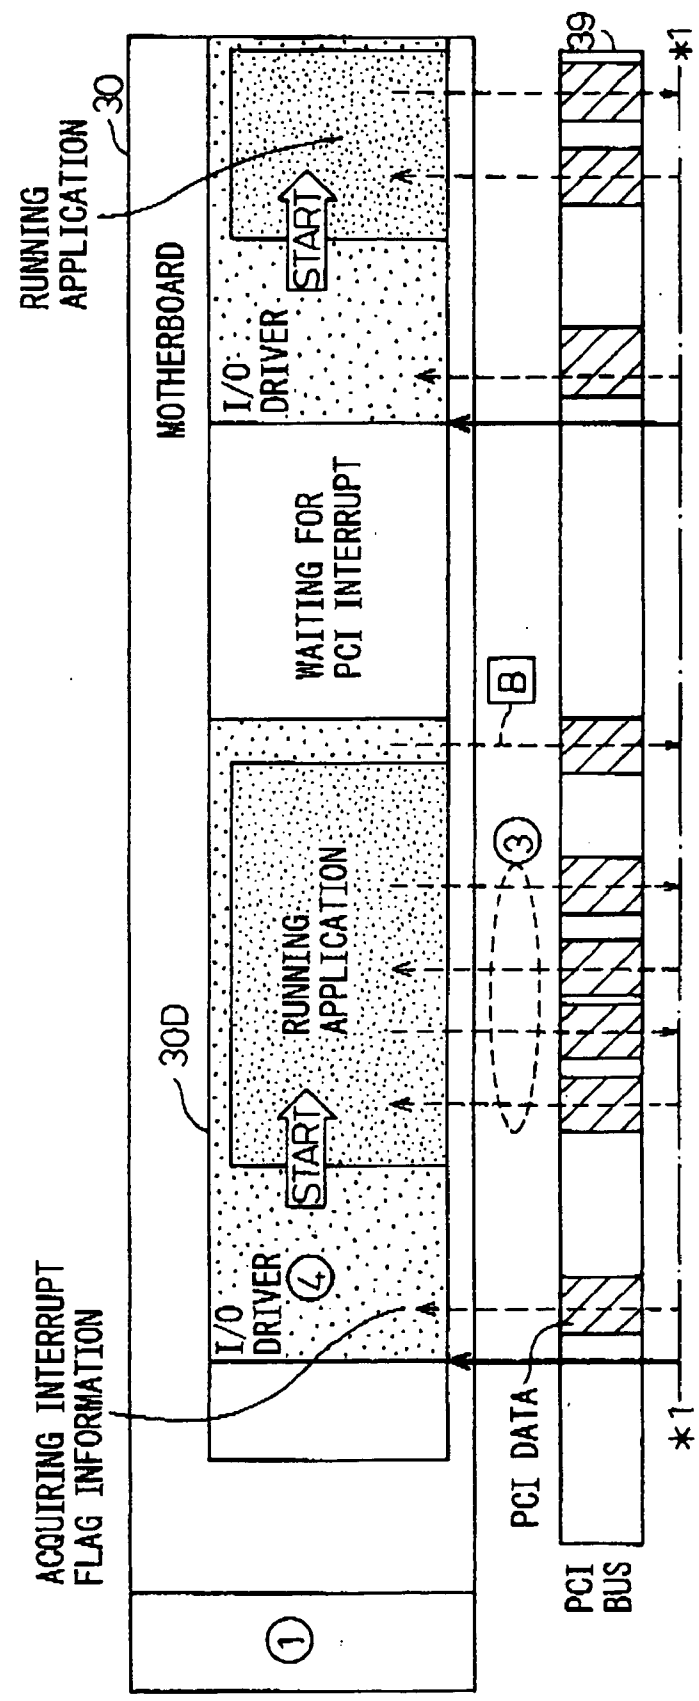 ACQUIRING INTERRUPT
FLAG INFORMATION
30D
MOTHERBOARD
RUNNING
APPLICATION
30
1
I/O
DRIVER
4
START
RUNNING
APPLICATION
WAITING FOR
PCI INTERRUPT
I/O
DRIVER
START
3
B
PCI DATA
PCI
BUS
39
*1
*1